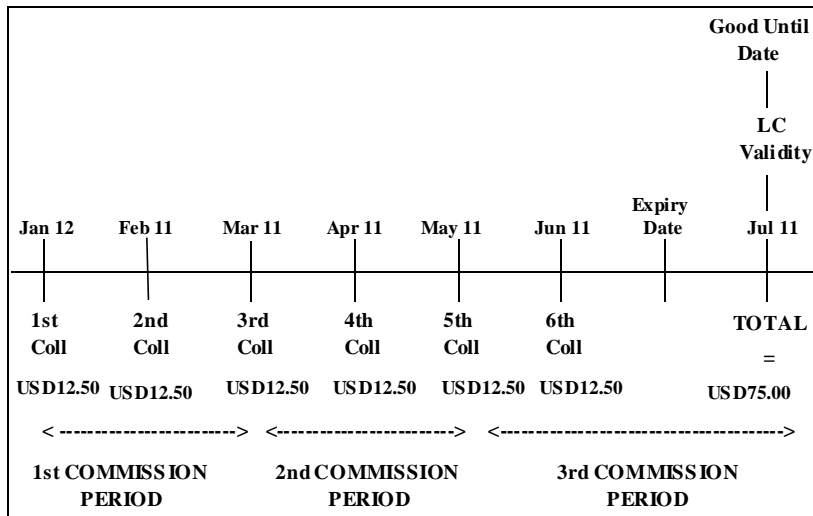 Good Until
Date
LC
Validity
Expiry
Date
Jan 12 Feb 11 Mar 11 Apr 11 May 11 Jun 11 Jul 11
1st 2nd 3rd 4th 5th 6th TOTAL
Coll Coll Coll Coll Coll Coll =
USD12.50 USD12.50 USD12.50 USD12.50 USD12.50 USD12.50 USD75.00
< -------------------------> <-------------------------> <---------------------------------------->
1st COMMISSION 2nd COMMISSION 3rd COMMISSION
PERIOD PERIOD PERIOD